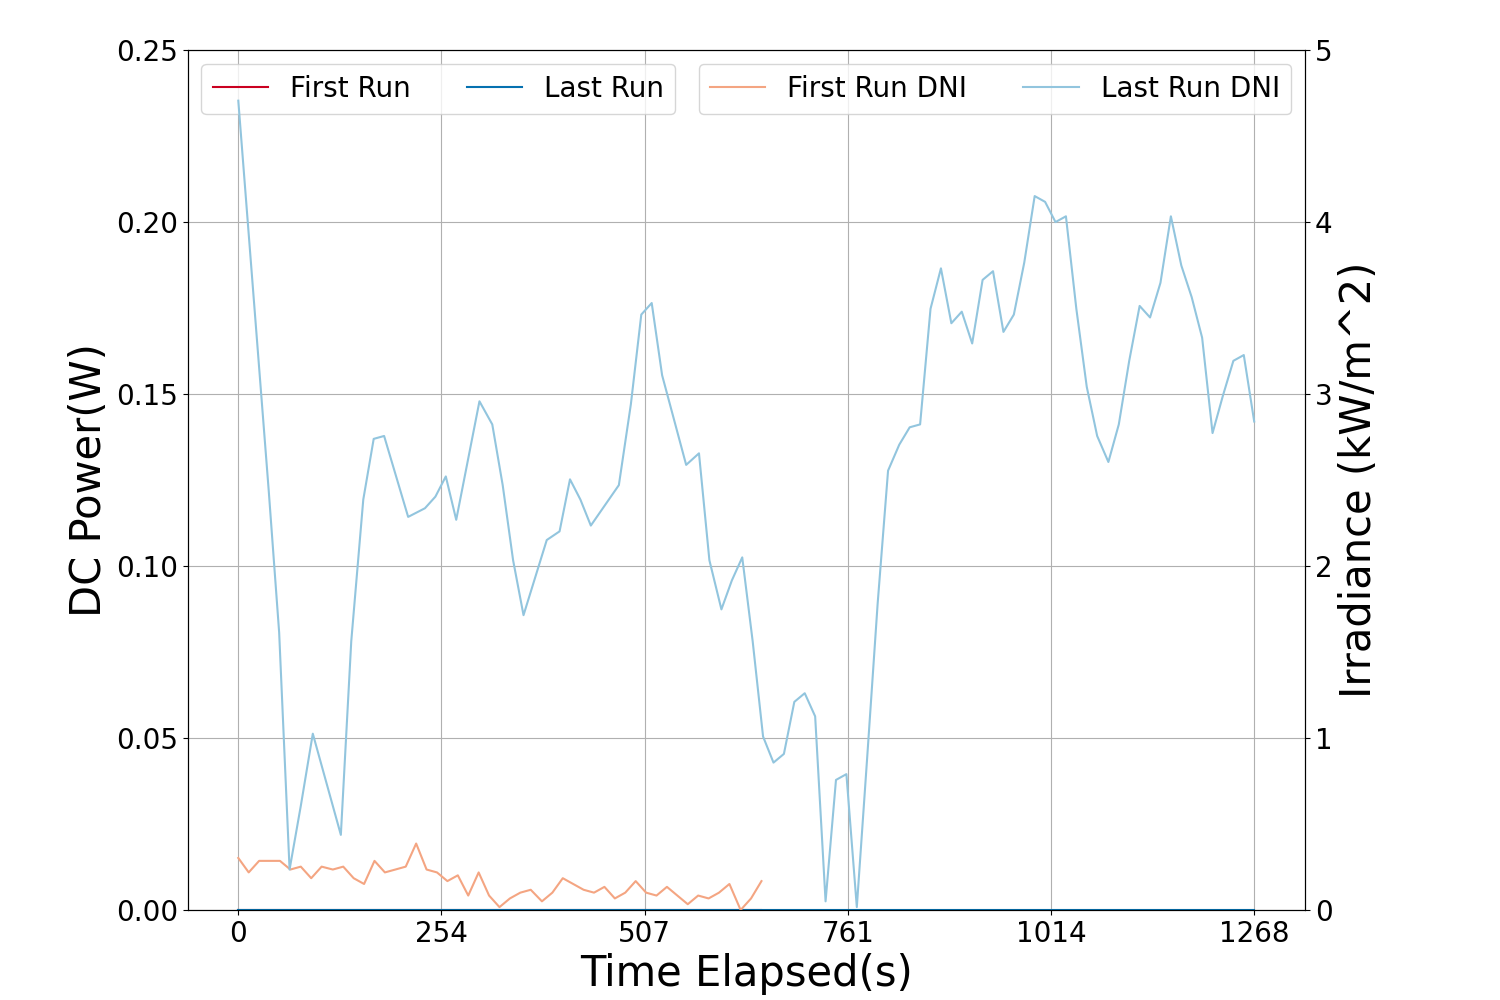 First Run
Last Run
First Run DNI
Last Run DNI
DC Power(W)
0.25
0.20
0.15
0.10
0.05
0.00
5
4
3
2
1
0
Irradiance (kW/m^2)
0 254 507 761 1014 1268
Time Elapsed(s)